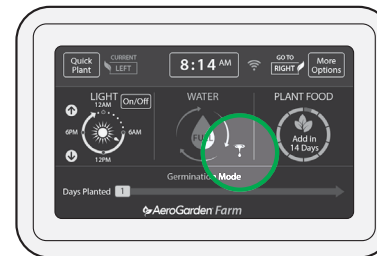 Quick Plant
CURRENT LEFT
8:14 AM
GO TO RIGHT
More Options
LIGHT
On/Off
12AM
6PM
6AM
12PM
WATER
FULL
PLANT FOOD
Add in
14 Days
Germination Mode
Days Planted 1
AeroGarden Farm